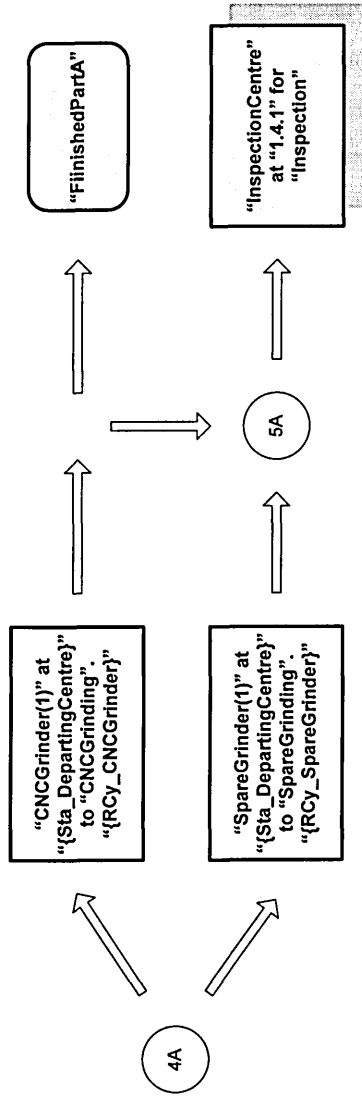 4A
"CNCGrinder(1)" at
"{Sta_DepartingCentre}"
to "CNCGrinding".
"{RCy_CNCGrinder}"
"SpareGrinder(1)" at
"{Sta_DepartingCentre}
to "SpareGrinding".
"{RCy_SpareGrinder}"
5A
"FiinishedPartA"
"InspectionCentre"
at "1.4.1" for
"Inspection"